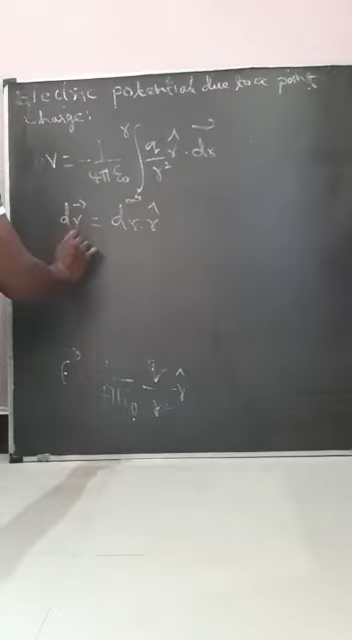 Electric potential due to a point
charge:
V = - 1/4πε₀ ∫_∞^r q/r² r̂ · dr⃗
dr⃗ = dr. r̂